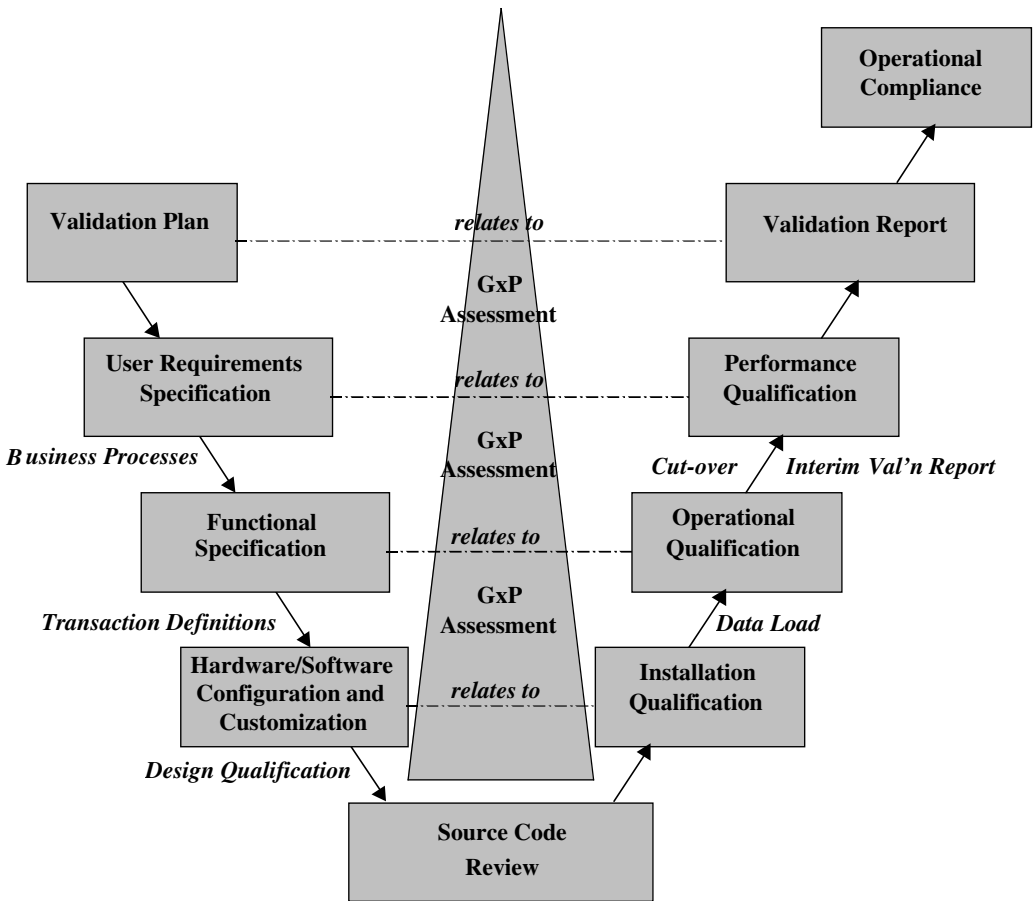 Operational
Compliance
Validation Plan
relates to
Validation Report
GxP
Assessment
User Requirements
Specification
relates to
Performance
Qualification
Business Processes
GxP
Assessment
Cut-over
Interim Val'n Report
Functional
Specification
relates to
Operational
Qualification
Transaction Definitions
GxP
Assessment
Data Load
Hardware/Software
Configuration and
Customization
relates to
Installation
Qualification
Design Qualification
Source Code
Review